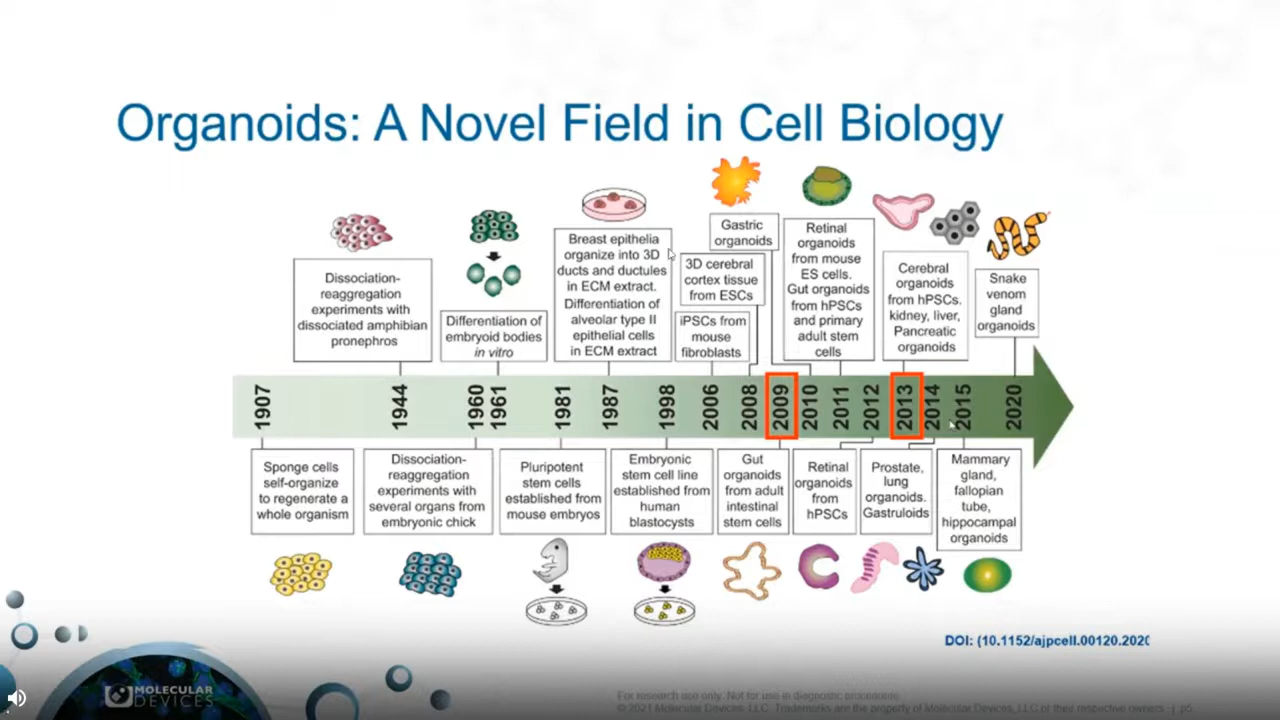 Organoids: A Novel Field in Cell Biology
Dissociation-
reaggregation
experiments with
dissociated amphibian
pronephros
Differentiation of
embryoid bodies
in vitro
Breast epithelia
organize into 3D
ducts and ductules
in ECM extract.
Differentiation of
alveolar type II
epithelial cells
in ECM extract
Gastric
organoids
3D cerebral
cortex tissue
from ESCs
iPSCs from
mouse
fibroblasts
Retinal
organoids
from mouse
ES cells.
Gut organoids
from hPSCs
and primary
adult stem
cells
Cerebral
organoids
from hPSCs.
kidney, liver,
Pancreatic
organoids
Snake
venom
gland
organoids
1907 1944 1960 1961 1981 1987 1998 2006 2008 2009 2010 2011 2012 2013 2014 2015 2020
Sponge cells
self-organize
to regenerate a
whole organism
Dissociation-
reaggregation
experiments with
several organs from
embryonic chick
Pluripotent
stem cells
established from
mouse embryos
Embryonic
stem cell line
established from
human
blastocysts
Gut
organoids
from adult
intestinal
stem cells
Retinal
organoids
from
hPSCs
Prostate,
lung
organoids.
Gastruloids
Mammary
gland,
fallopian
tube,
hippocampal
organoids
DOI: (10.1152/ajpcell.00120.2020
MOLECULAR
DEVICES
For research use only. Not for use in diagnostic procedures.
© 2021 Molecular Devices, LLC. Trademarks are the property of Molecular Devices, LLC or their respective owners. | p5